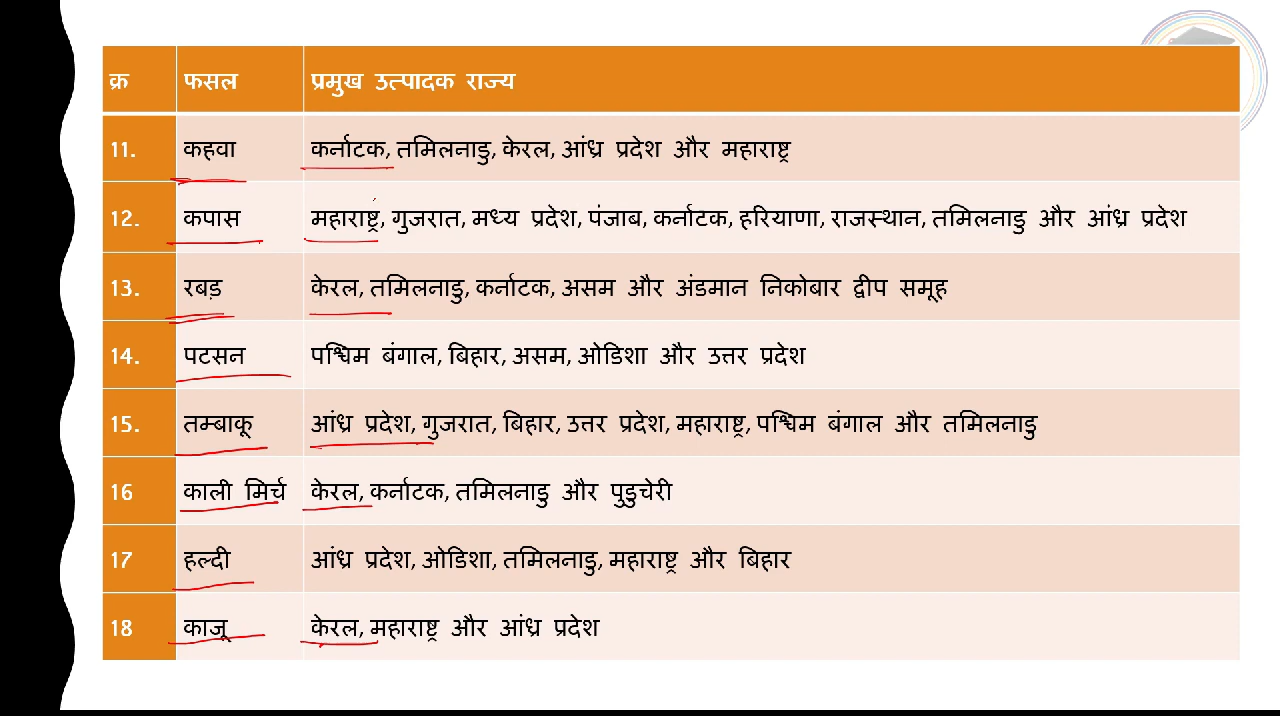 क्र फसल प्रमुख उत्पादक राज्य
11. कहवा कर्नाटक, तमिलनाडु, केरल, आंध्र प्रदेश और महाराष्ट्र
12. कपास महाराष्ट्र, गुजरात, मध्य प्रदेश, पंजाब, कर्नाटक, हरियाणा, राजस्थान, तमिलनाडु और आंध्र प्रदेश
13. रबड़ केरल, तमिलनाडु, कर्नाटक, असम और अंडमान निकोबार द्वीप समूह
14. पटसन पश्चिम बंगाल, बिहार, असम, ओडिशा और उत्तर प्रदेश
15. तम्बाकू आंध्र प्रदेश, गुजरात, बिहार, उत्तर प्रदेश, महाराष्ट्र, पश्चिम बंगाल और तमिलनाडु
16 काली मिर्च केरल, कर्नाटक, तमिलनाडु और पुडुचेरी
17 हल्दी आंध्र प्रदेश, ओडिशा, तमिलनाडु, महाराष्ट्र और बिहार
18 काजू केरल, महाराष्ट्र और आंध्र प्रदेश